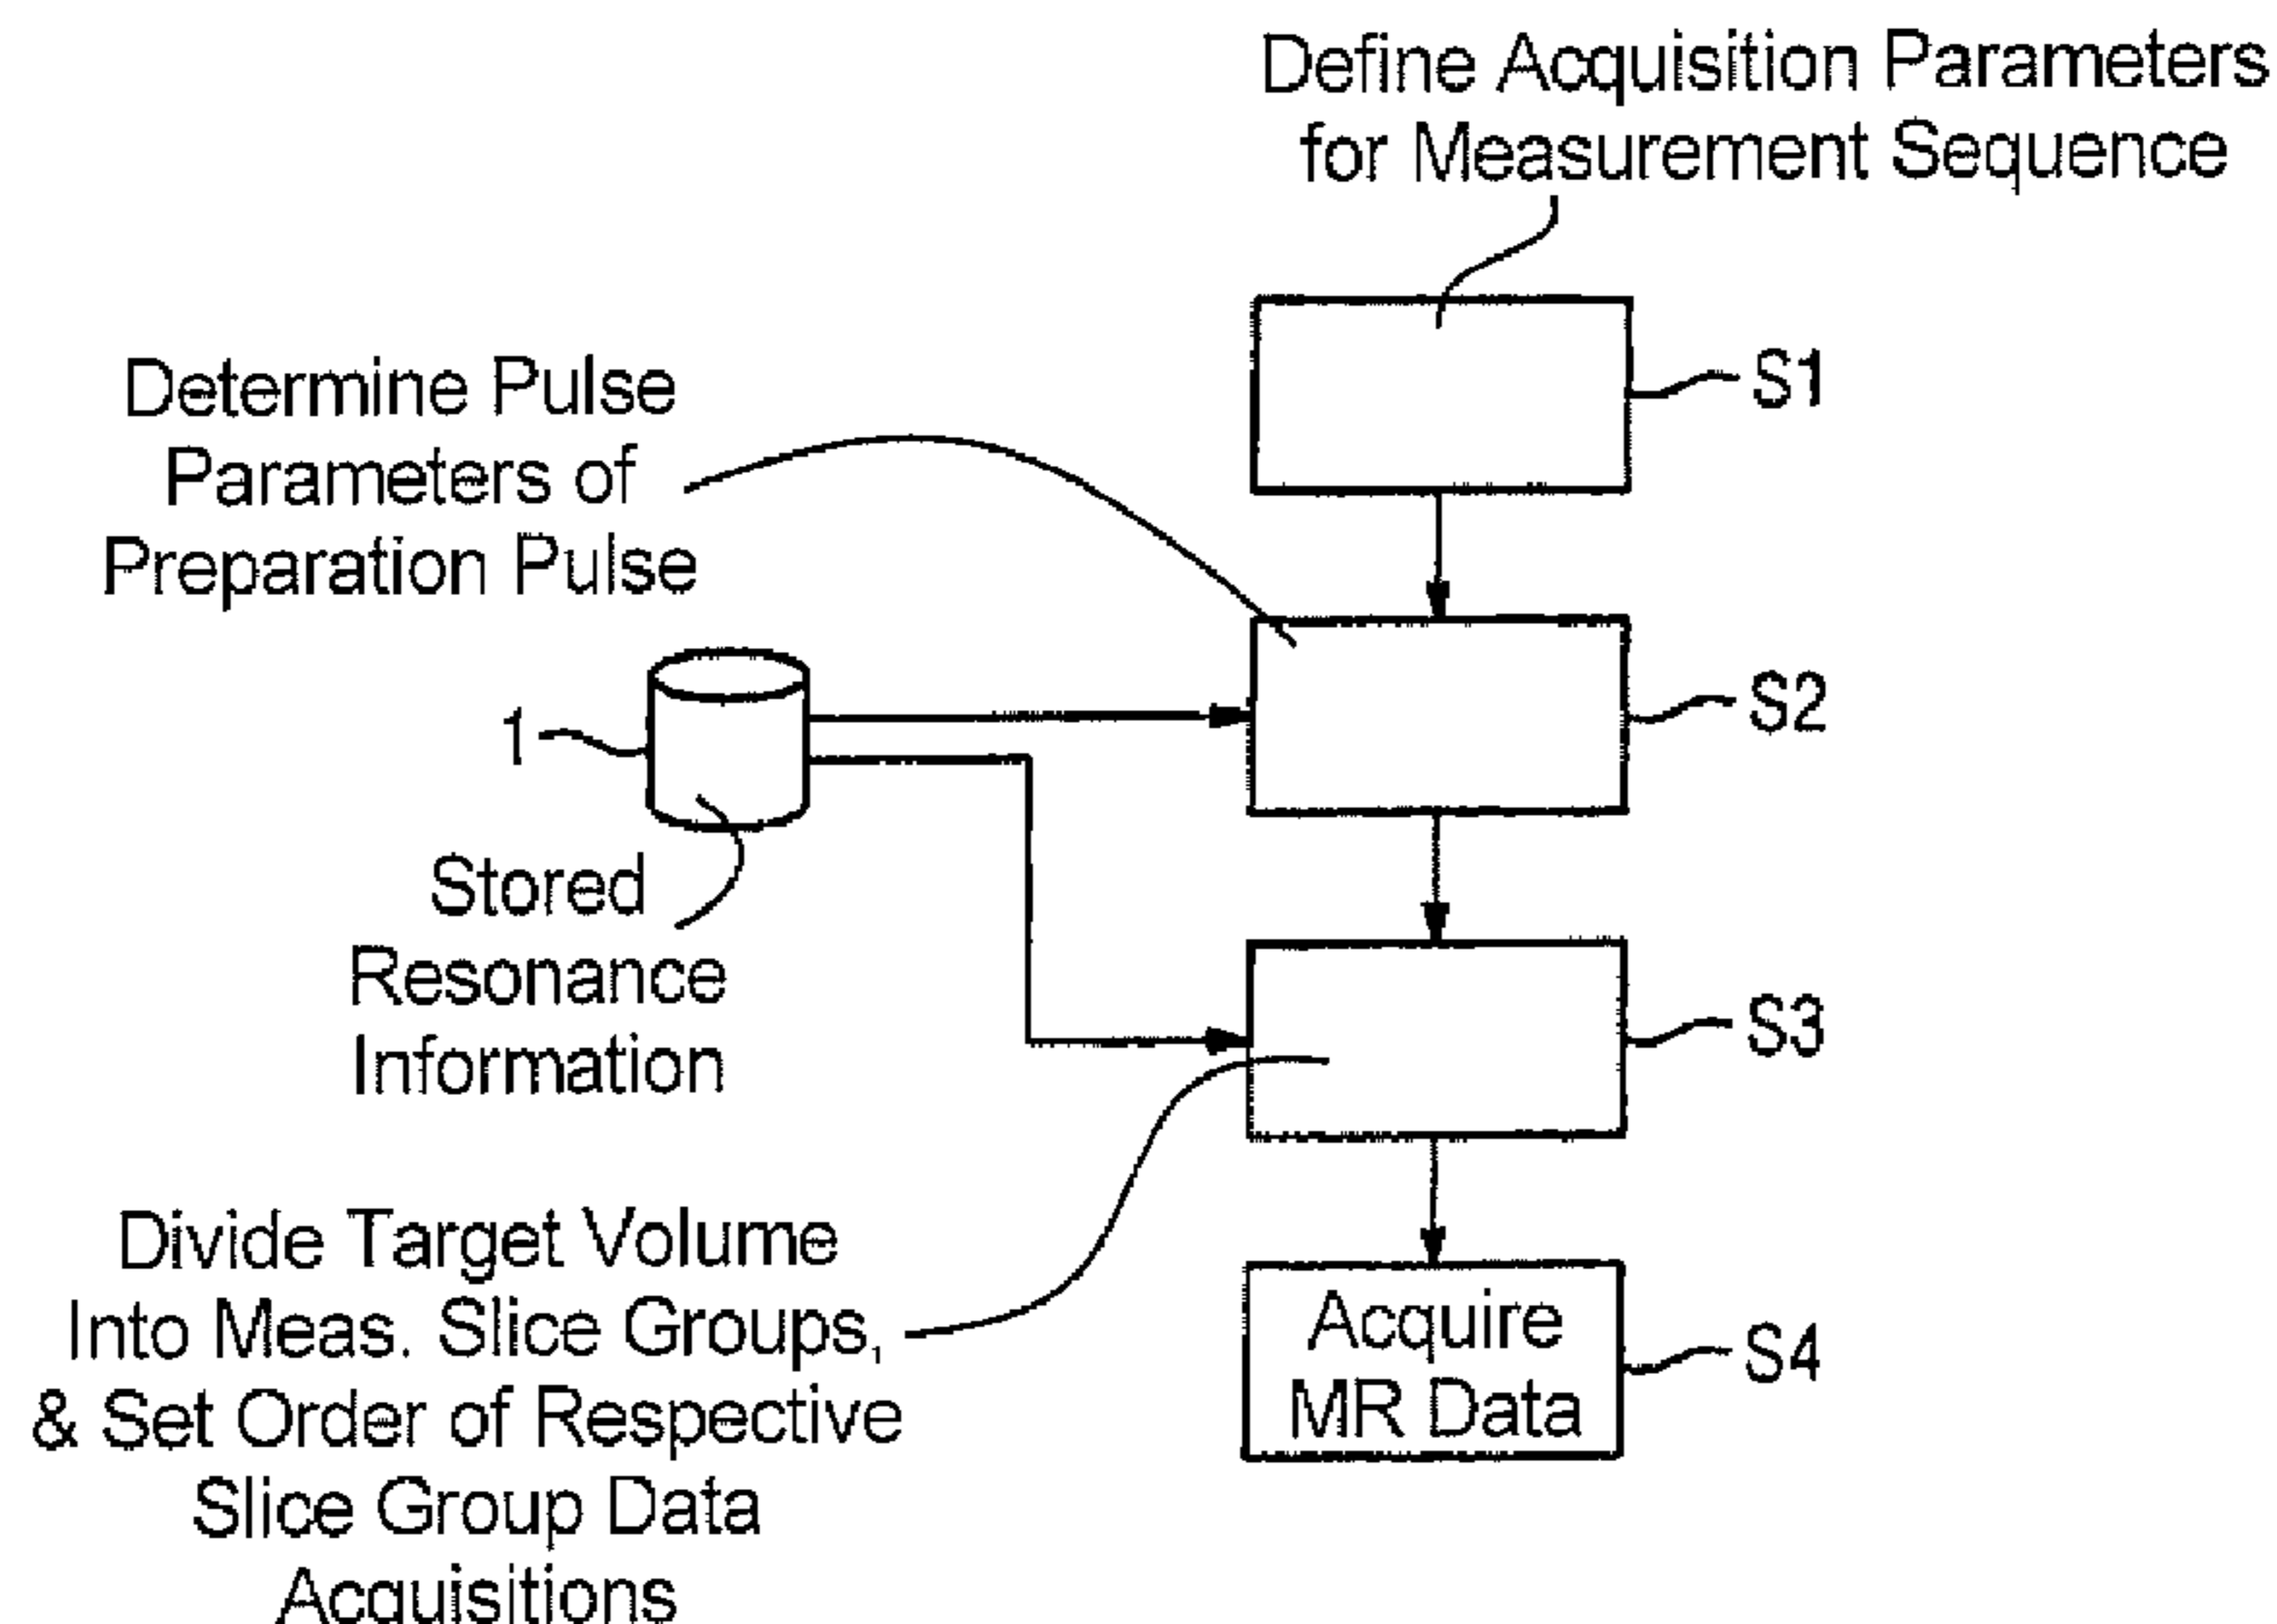 Define Acquisition Parameters
for Measurement Sequence
S1
Determine Pulse
Parameters of
Preparation Pulse
S2
1
Stored
Resonance
Information
S3
Divide Target Volume
Into Meas. Slice Groups,
& Set Order of Respective
Slice Group Data
Acquisitions
Acquire
MR Data
S4